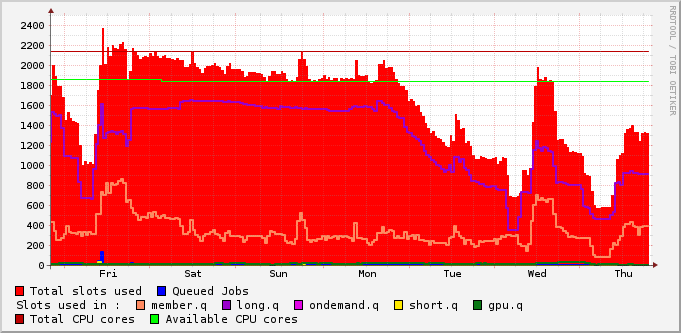 RRDTOOL / TOBI OETIKER
2400
2200
2000
1800
1600
1400
1200
1000
800
600
400
200
0
Fri Sat Sun Mon Tue Wed Thu
Total slots used Queued Jobs
Slots used in : member.q long.q ondemand.q short.q gpu.q
Total CPU cores Available CPU cores